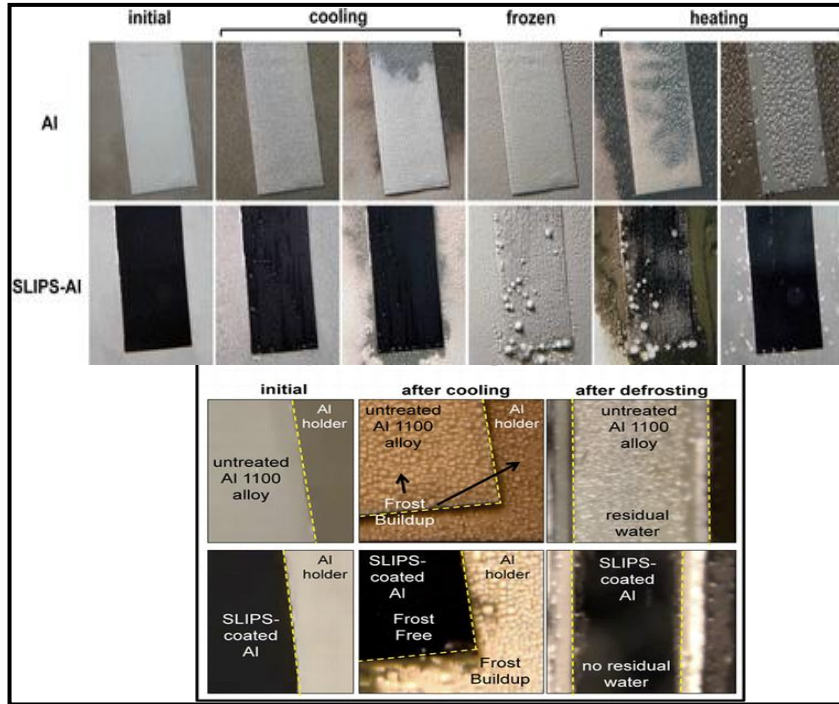 initial cooling frozen heating
Al
SLIPS-Al
initial after cooling after defrosting
Al
holder
untreated
Al 1100
alloy
untreated
Al 1100
alloy
Al
holder
Frost
Buildup
untreated
Al 1100
alloy
residual
water
Al
holder
SLIPS-
coated
Al
SLIPS-
coated
Al
Frost
Free
Al
holder
Frost
Buildup
SLIPS-
coated
Al
no residual
water